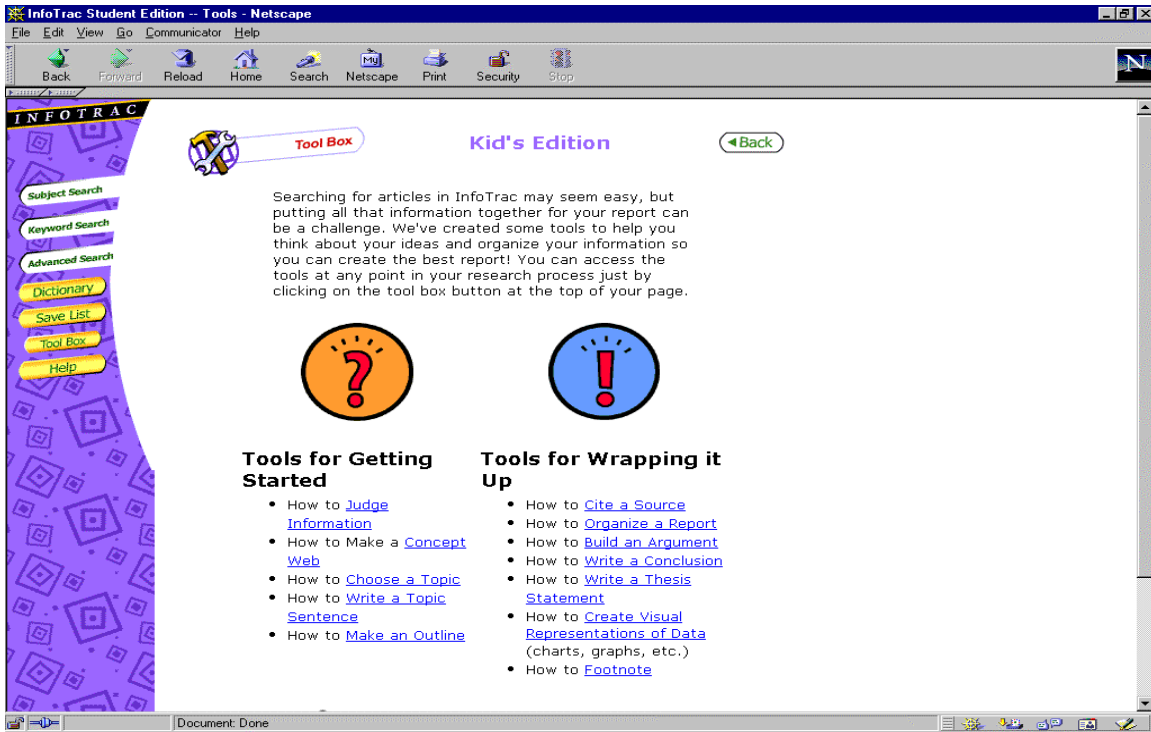 InfoTrac Student Edition -- Tools - Netscape
File Edit View Go Communicator Help
My
Back Forward Reload Home Search Netscape Print Security Stop
N
INFOTRAC
Tool Box
Kid's Edition
Back
Subject Search
Keyword Search
Advanced Search
Dictionary
Save List
Tool Box
Help
Searching for articles in InfoTrac may seem easy, but
putting all that information together for your report can
be a challenge. We've created some tools to help you
think about your ideas and organize your information so
you can create the best report! You can access the
tools at any point in your research process just by
clicking on the tool box button at the top of your page.
?
!
Tools for Getting
Started
• How to Judge
Information
• How to Make a Concept
Web
• How to Choose a Topic
• How to Write a Topic
Sentence
• How to Make an Outline
Tools for Wrapping it
Up
• How to Cite a Source
• How to Organize a Report
• How to Build an Argument
• How to Write a Conclusion
• How to Write a Thesis
Statement
• How to Create Visual
Representations of Data
(charts, graphs, etc.)
• How to Footnote
Document: Done